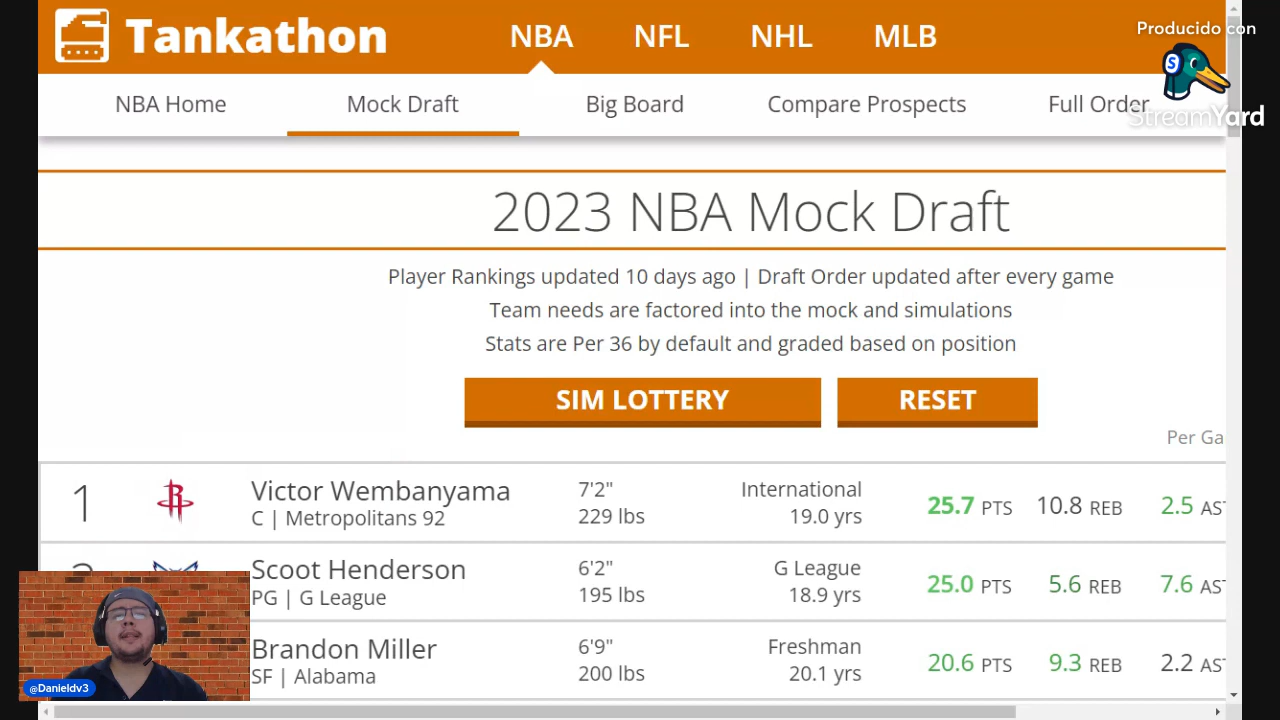 Tankathon
NBA NFL NHL MLB
Producido con
S
StreamYard
NBA Home Mock Draft Big Board Compare Prospects Full Order
2023 NBA Mock Draft
Player Rankings updated 10 days ago | Draft Order updated after every game
Team needs are factored into the mock and simulations
Stats are Per 36 by default and graded based on position
SIM LOTTERY RESET
Per Ga
1 R Victor Wembanyama 7'2" International 25.7 PTS 10.8 REB 2.5 AST
C | Metropolitans 92 229 lbs 19.0 yrs
Scoot Henderson 6'2" G League 25.0 PTS 5.6 REB 7.6 AST
PG | G League 195 lbs 18.9 yrs
Brandon Miller 6'9" Freshman 20.6 PTS 9.3 REB 2.2 AST
SF | Alabama 200 lbs 20.1 yrs
@Danieldv3